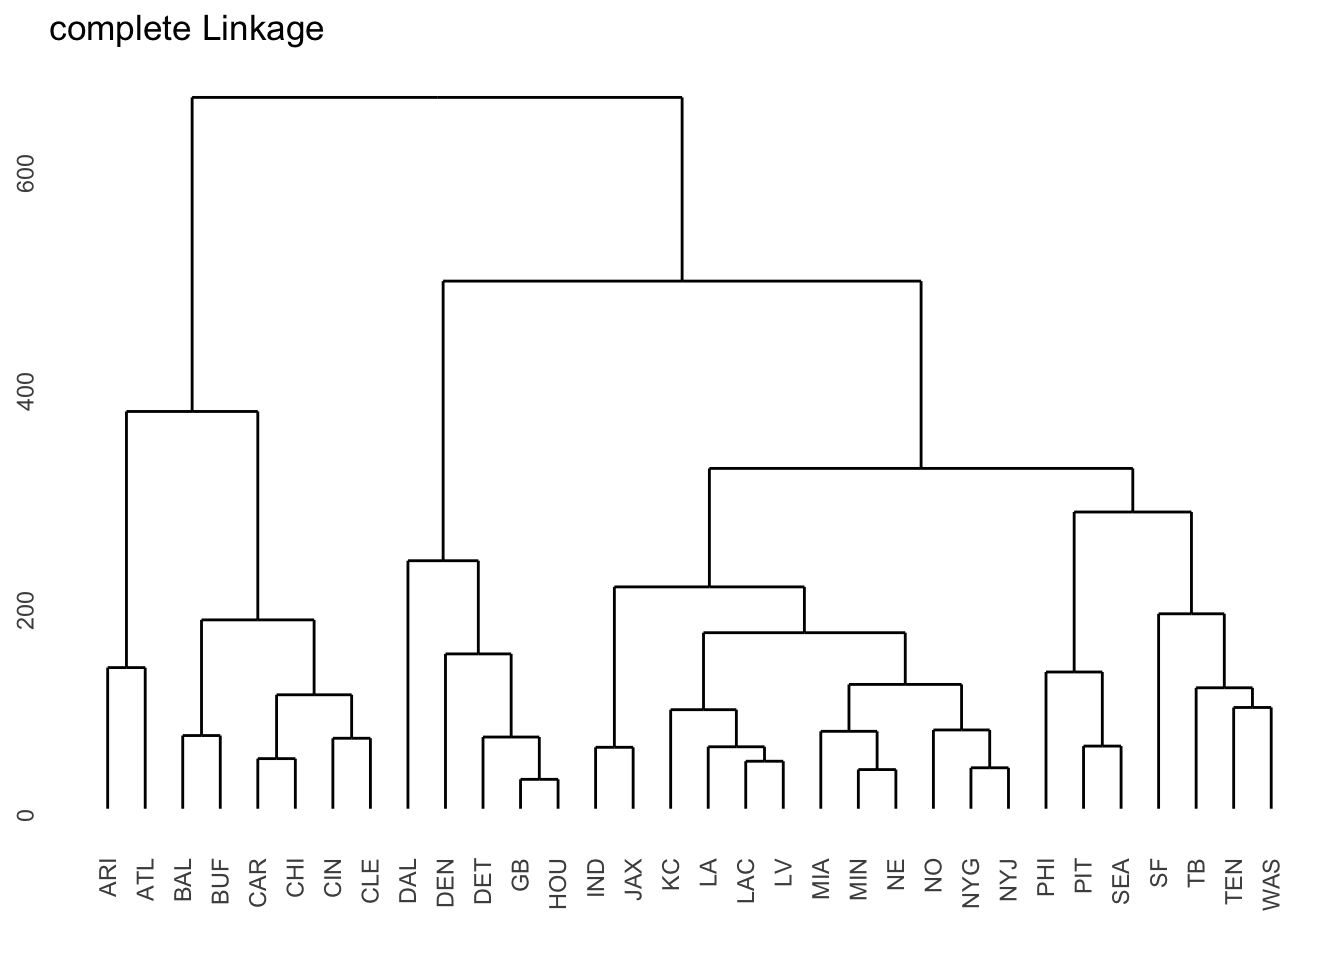 complete Linkage
600
400
200
0
ARI ATL BAL BUF CAR CHI CIN CLE DAL DEN DET GB HOU IND JAX KC LA LAC LV MIA MIN NE NO NYG NYJ PHI PIT SEA SF TB TEN WAS